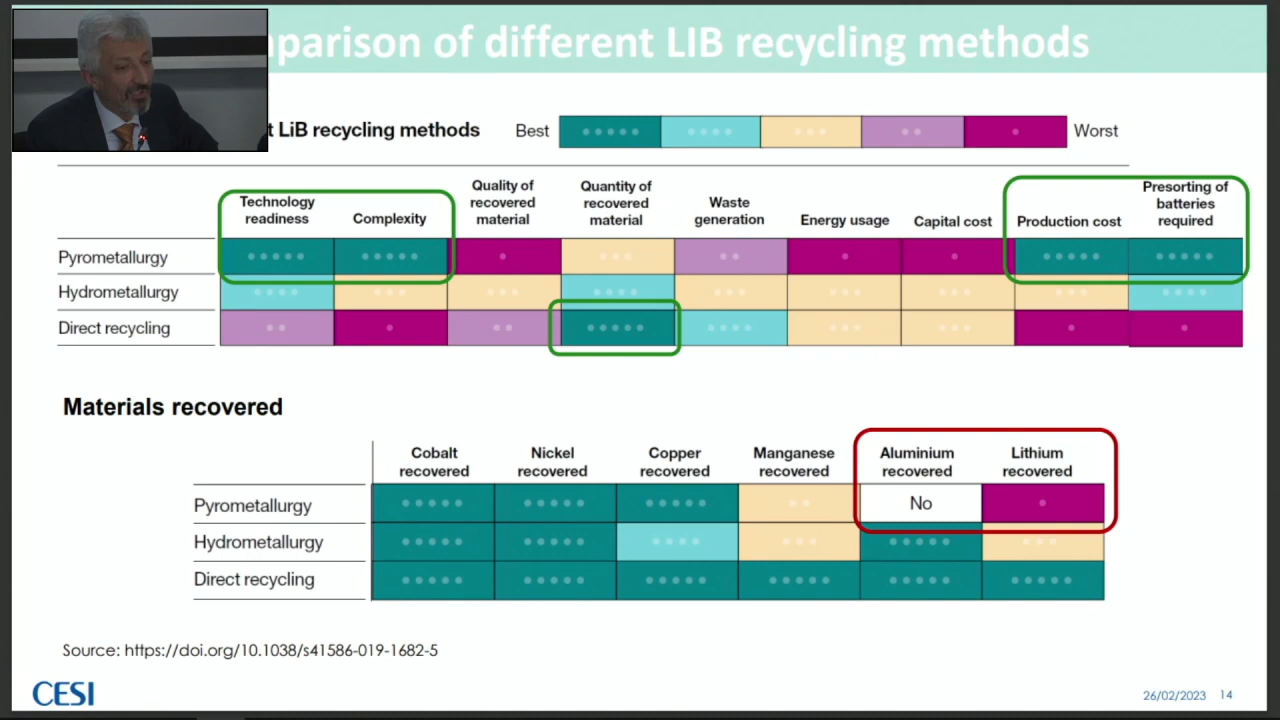 parison of different LIB recycling methods
t LiB recycling methods
Best
Worst
Technology readiness
Complexity
Quality of recovered material
Quantity of recovered material
Waste generation
Energy usage
Capital cost
Production cost
Presorting of batteries required
Pyrometallurgy
Hydrometallurgy
Direct recycling
Materials recovered
Cobalt recovered
Nickel recovered
Copper recovered
Manganese recovered
Aluminium recovered
Lithium recovered
Pyrometallurgy
No
Hydrometallurgy
Direct recycling
Source: https://doi.org/10.1038/s41586-019-1682-5
CESI
26/02/2023 14